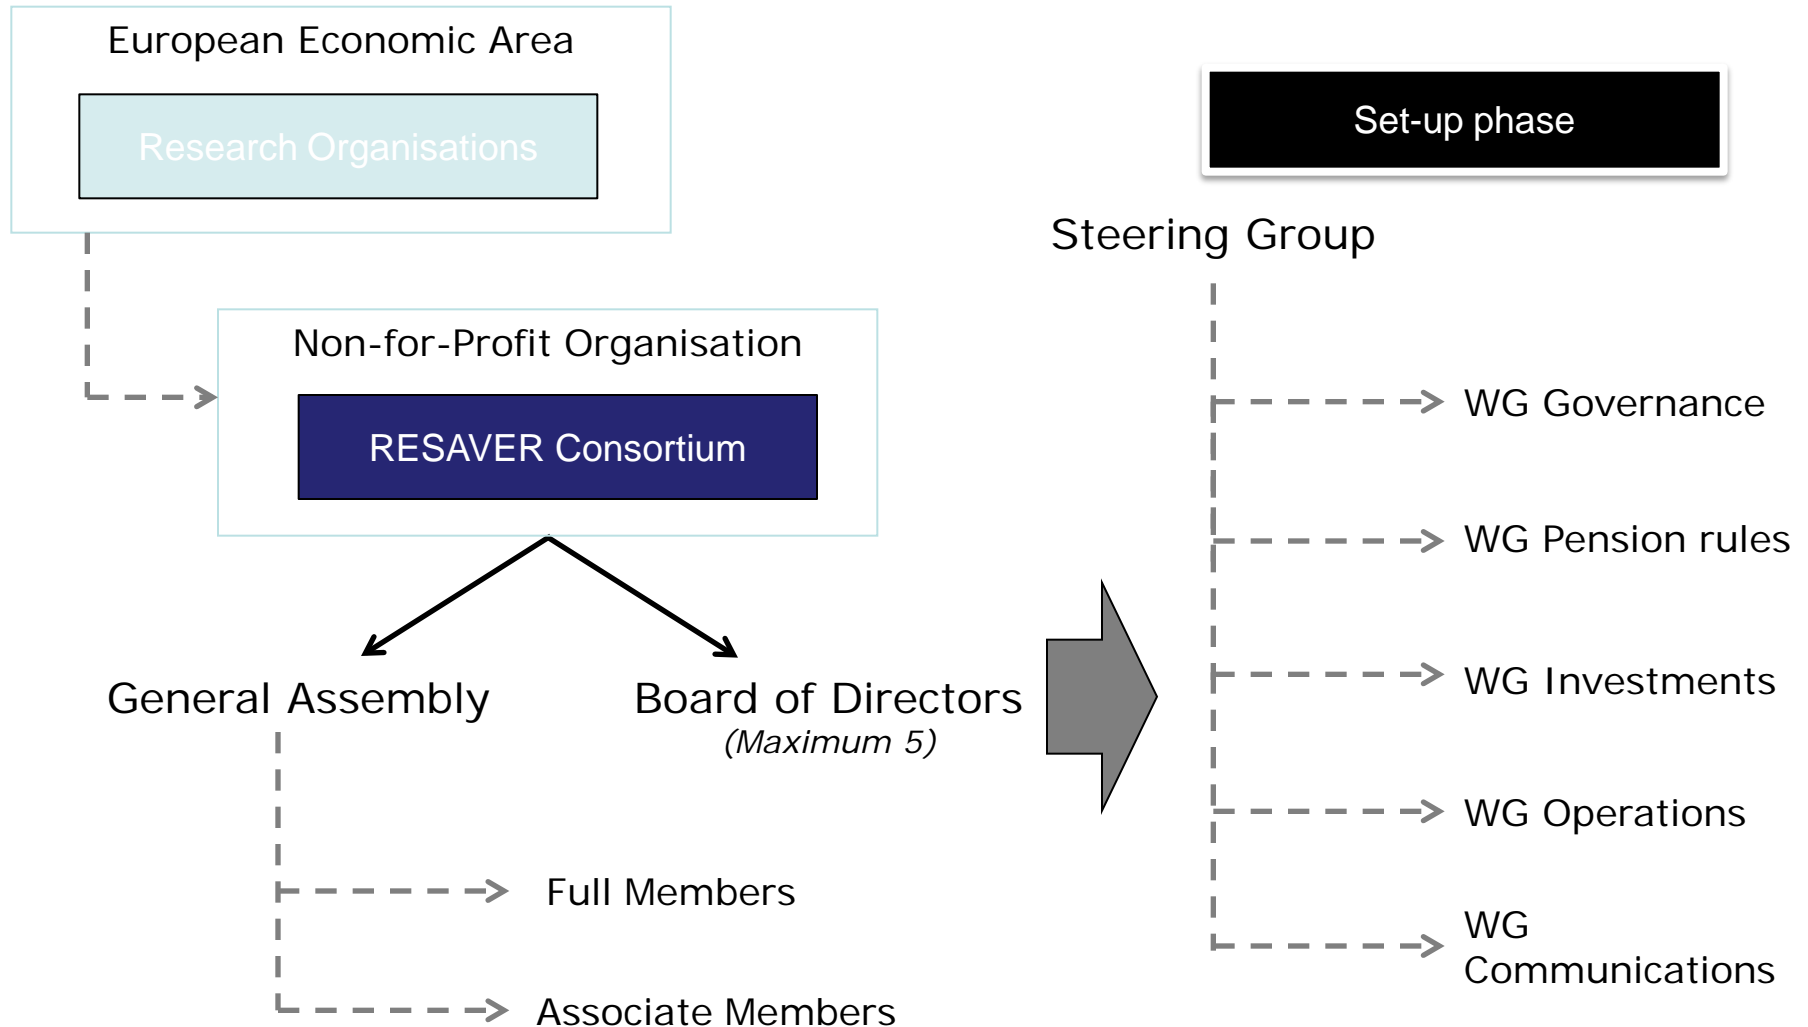 European Economic Area
Research Organisations
Non-for-Profit Organisation
RESAVER Consortium
General Assembly
Board of Directors
(Maximum 5)
Full Members
Associate Members
Set-up phase
Steering Group
WG Governance
WG Pension rules
WG Investments
WG Operations
WG
Communications